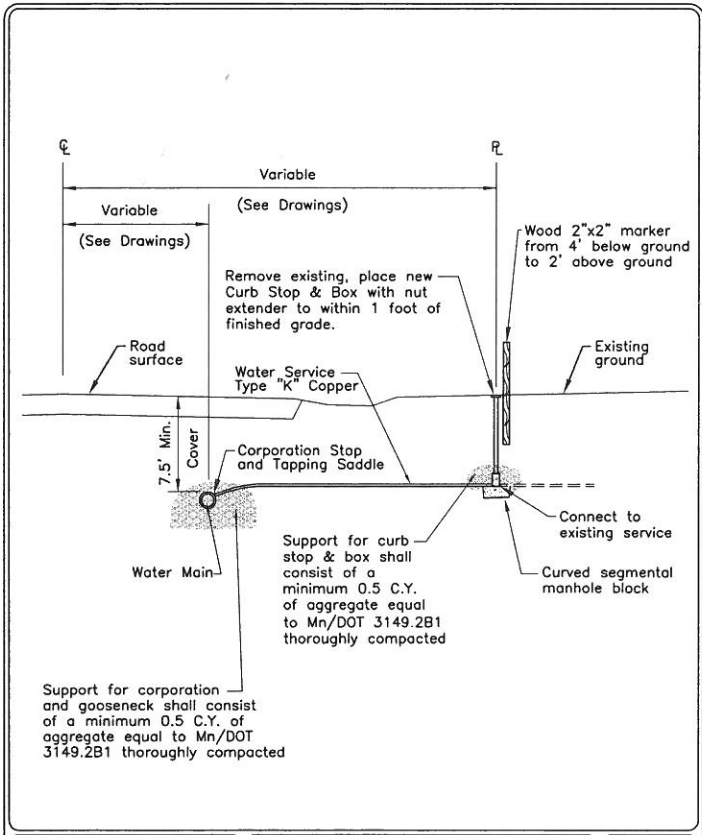 ℄
℞
Variable
(See Drawings)
Variable
(See Drawings)
Wood 2"x2" marker
from 4' below ground
to 2' above ground
Remove existing, place new
Curb Stop & Box with nut
extender to within 1 foot of
finished grade.
Road
surface
Existing
ground
Water Service
Type "K" Copper
7.5' Min.
Cover
Corporation Stop
and Tapping Saddle
Water Main
Support for curb
stop & box shall
consist of a
minimum 0.5 C.Y.
of aggregate equal
to Mn/DOT 3149.2B1
thoroughly compacted
Connect to
existing service
Curved segmental
manhole block
Support for corporation
and gooseneck shall consist
of a minimum 0.5 C.Y. of
aggregate equal to Mn/DOT
3149.2B1 thoroughly compacted